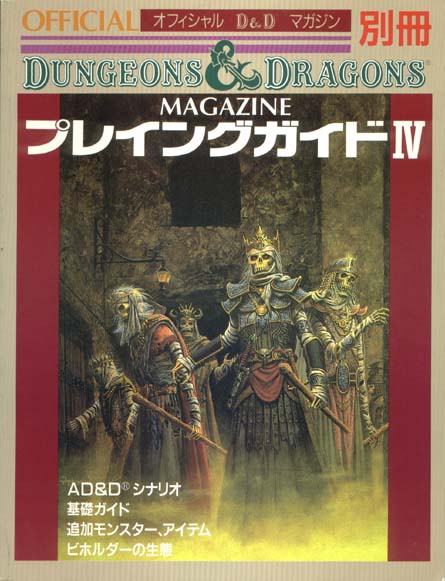 OFFICIAL オフィシャル D&D マガジン 別冊
DUNGEONS & DRAGONS®
MAGAZINE
プレイングガイドⅣ
AD&D® シナリオ
基礎ガイド
追加モンスター、アイテム
ビホルダーの生態